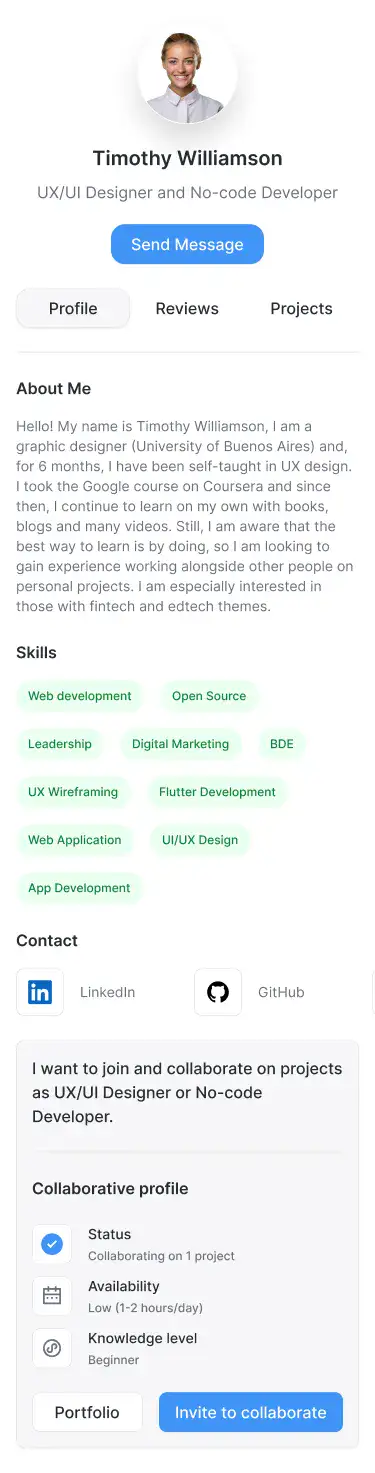 Timothy Williamson
UX/UI Designer and No-code Developer
Send Message
Profile
Reviews
Projects
About Me
Hello! My name is Timothy Williamson, I am a
graphic designer (University of Buenos Aires) and,
for 6 months, I have been self-taught in UX design.
I took the Google course on Coursera and since
then, I continue to learn on my own with books,
blogs and many videos. Still, I am aware that the
best way to learn is by doing, so I am looking to
gain experience working alongside other people on
personal projects. I am especially interested in
those with fintech and edtech themes.
Skills
Web development
Open Source
Leadership
Digital Marketing
BDE
UX Wireframing
Flutter Development
Web Application
UI/UX Design
App Development
Contact
in
LinkedIn
GitHub
I want to join and collaborate on projects
as UX/UI Designer or No-code
Developer.
Collaborative profile
Status
Collaborating on 1 project
Availability
Low (1-2 hours/day)
Knowledge level
Beginner
Portfolio
Invite to collaborate